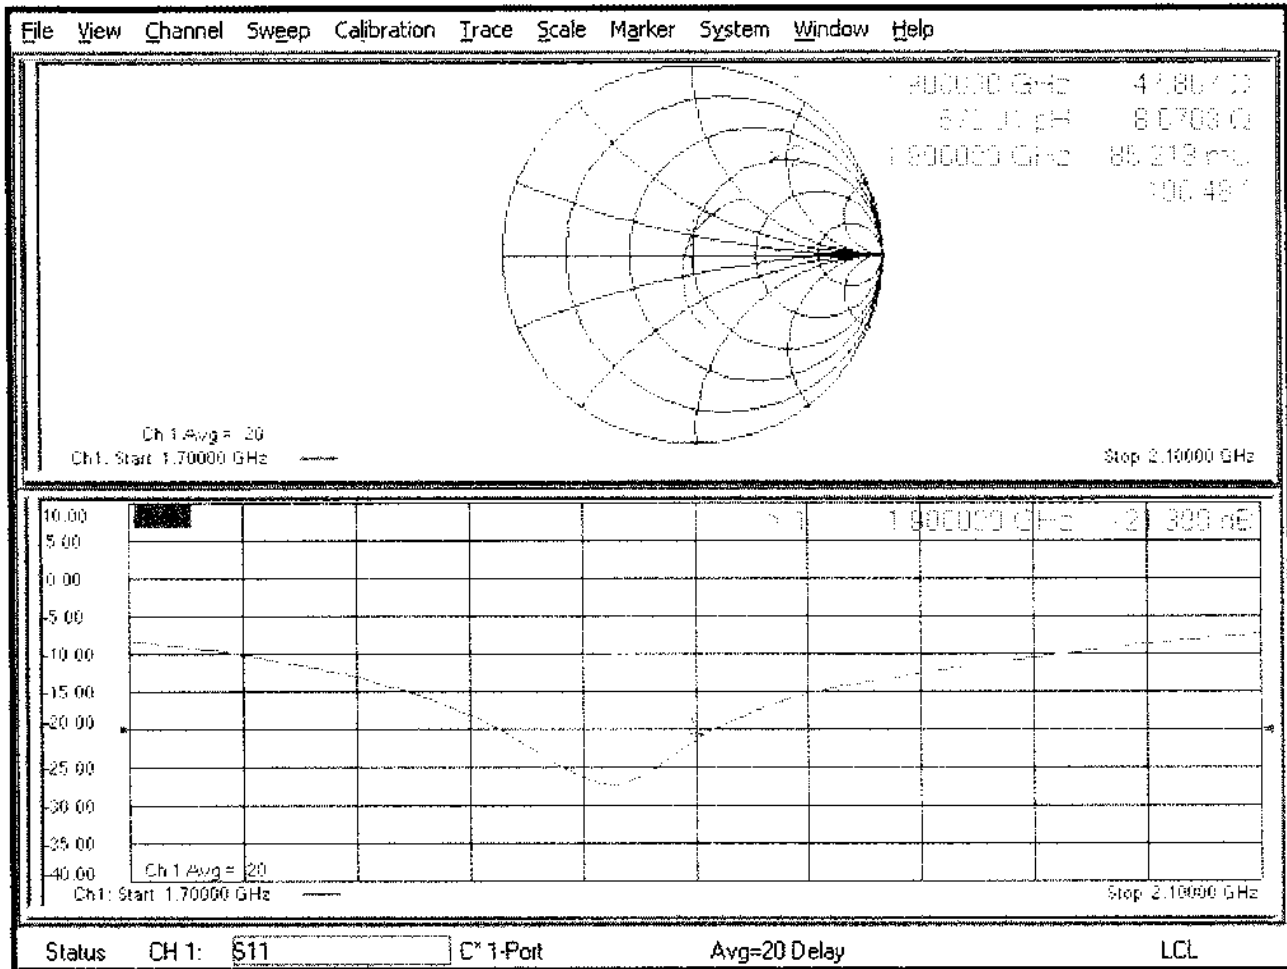 File View Channel Sweep Calibration Trace Scale Marker System Window Help
pH 8.0703 Ω
Ch 1 Avg = 20
Ch1: Start 1.70000 GHz
Stop 2.10000 GHz
10.00
5.00
0.00
-5.00
-10.00
-15.00
-20.00
-25.00
-30.00
-35.00
-40.00
Ch 1 Avg = 20
Ch1: Start 1.70000 GHz
Stop 2.10000 GHz
Status CH 1: S11 C* 1-Port Avg=20 Delay LCL